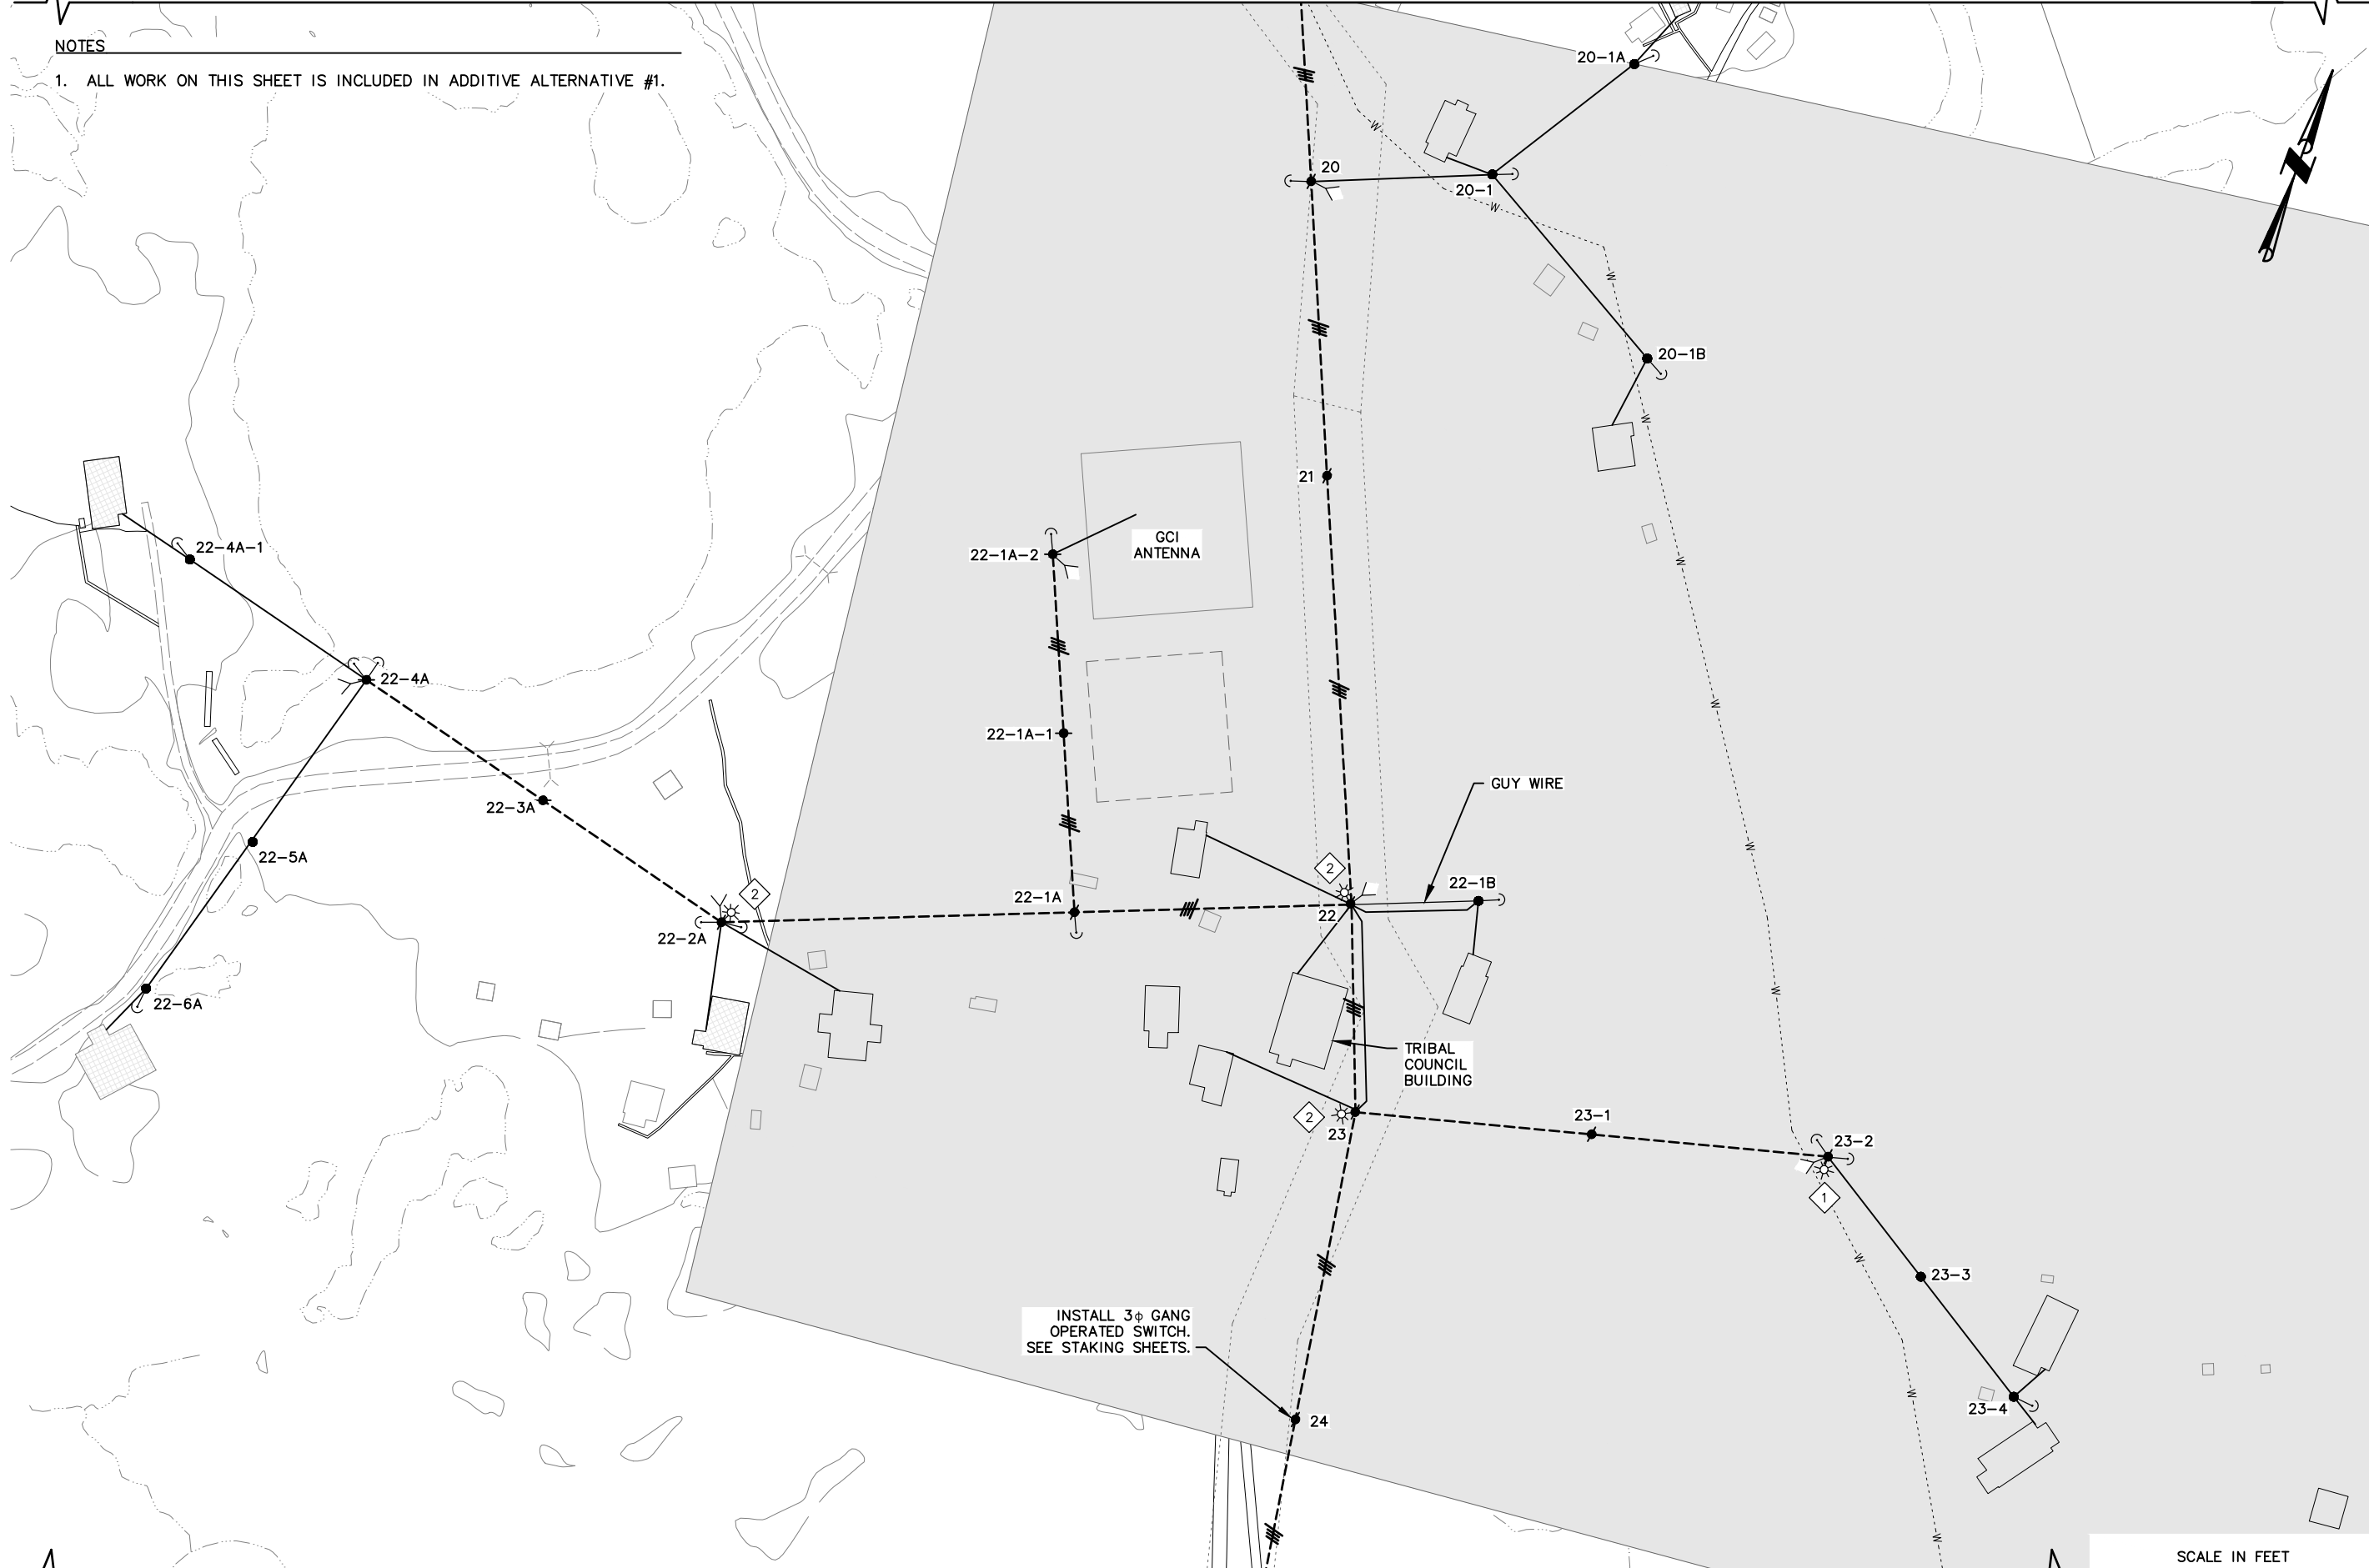 NOTES
1. ALL WORK ON THIS SHEET IS INCLUDED IN ADDITIVE ALTERNATIVE #1.
20-1A
20
20-1
W
W
W
20-1B
W
21
22-4A-1
22-1A-2
GCI
ANTENNA
W
22-4A
W
22-1A-1
GUY WIRE
22-3A
W
22-5A
2
22-1B
2
22-1A
22
22-2A
W
22-6A
TRIBAL
COUNCIL
BUILDING
2
23
23-1
23-2
1
W
23-3
INSTALL 3φ GANG
OPERATED SWITCH.
SEE STAKING SHEETS.
W
24
23-4
W
SCALE IN FEET